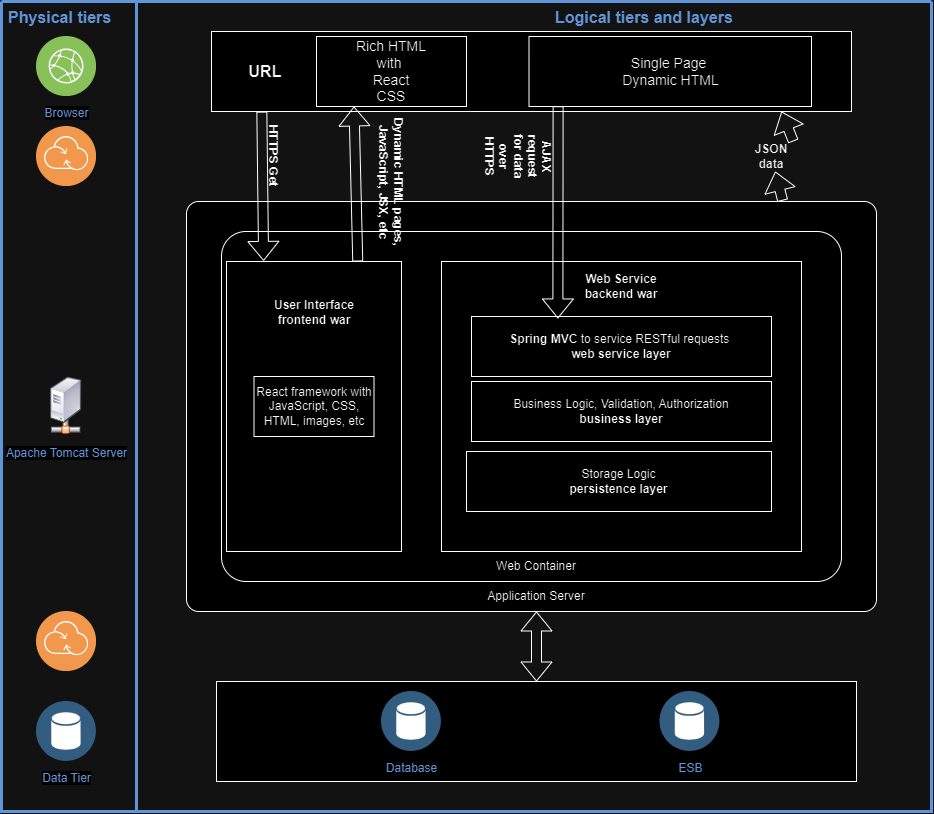 Physical tiers
Logical tiers and layers
Browser
URL
Rich HTML
with
React
CSS
Single Page
Dynamic HTML
HTTPS Get
Dynamic HTML pages,
JavaScript, JSX, etc
AJAX
request
for data
over
HTTPS
JSON
data
User Interface
frontend war
React framework with
JavaScript, CSS,
HTML, images, etc
Web Service
backend war
Spring MVC to service RESTful requests
web service layer
Business Logic, Validation, Authorization
business layer
Storage Logic
persistence layer
Apache Tomcat Server
Web Container
Application Server
Database
ESB
Data Tier